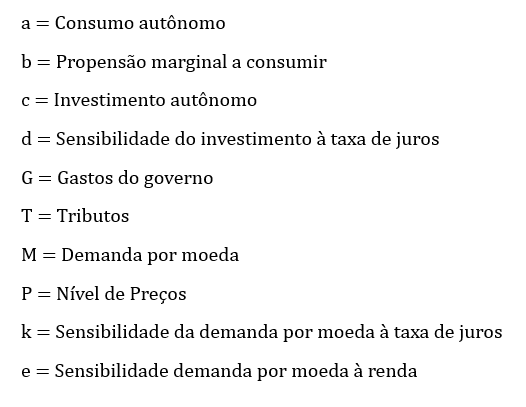 a = Consumo autônomo
b = Propensão marginal a consumir
c = Investimento autônomo
d = Sensibilidade do investimento à taxa de juros
G = Gastos do governo
T = Tributos
M = Demanda por moeda
P = Nível de Preços
k = Sensibilidade da demanda por moeda à taxa de juros
e = Sensibilidade demanda por moeda à renda